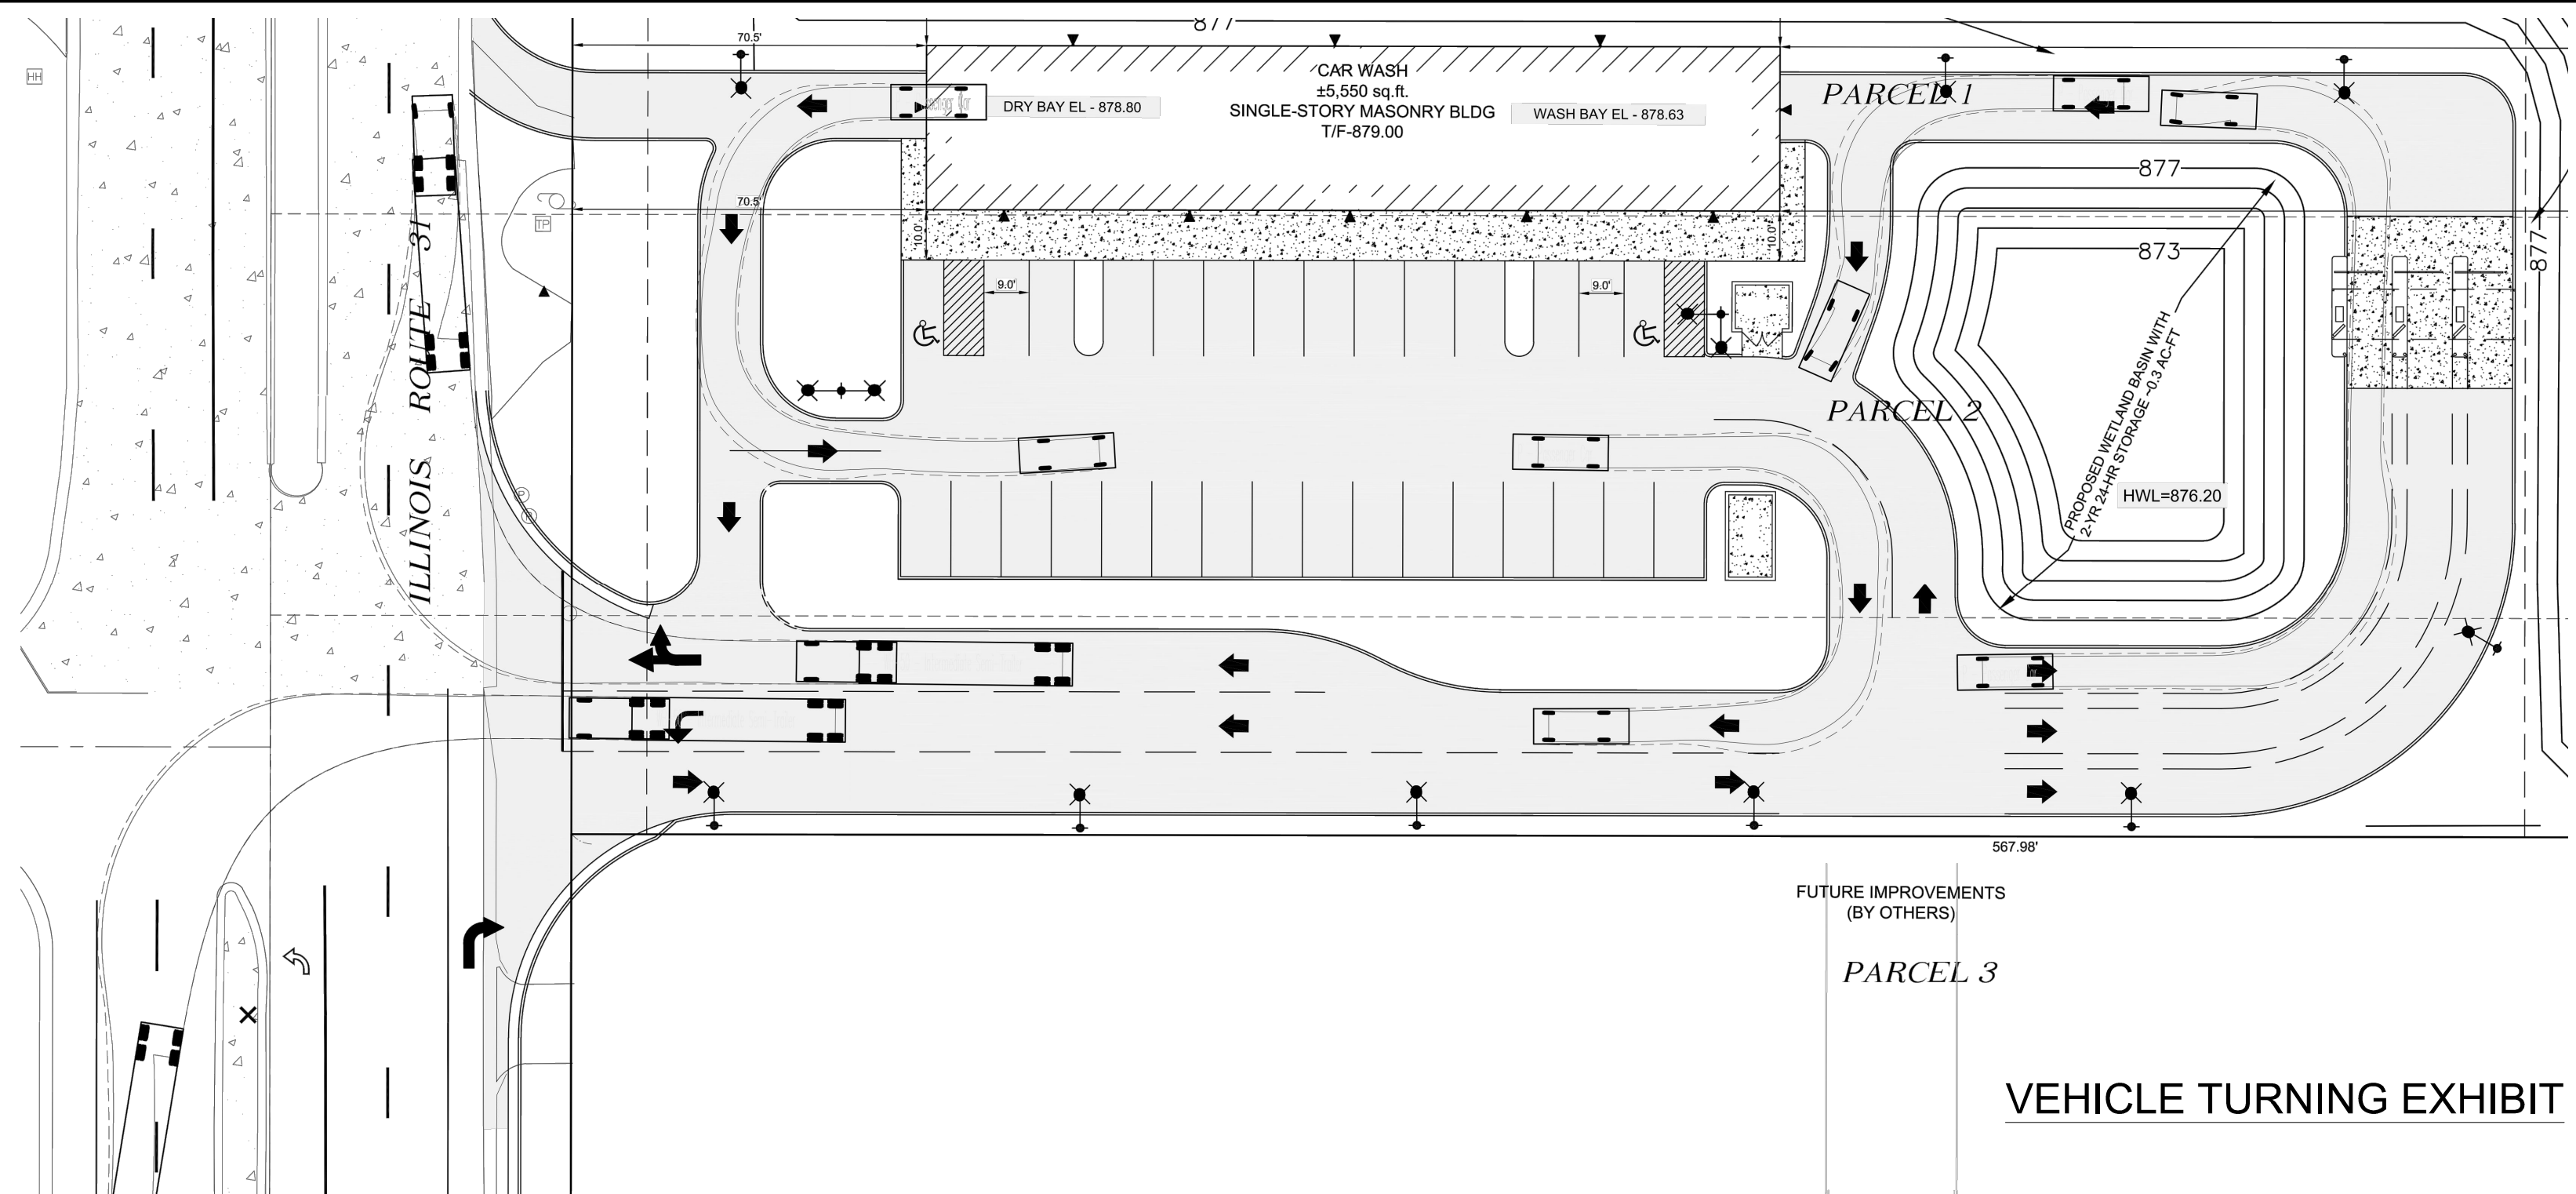 877
70.5'
HH
CAR WASH
±5,550 sq.ft.
SINGLE-STORY MASONRY BLDG
T/F-879.00
DRY BAY EL - 878.80
WASH BAY EL - 878.63
PARCEL 1
877
70.5'
TP
10.0'
10.0'
873
877
9.0'
9.0'
ILLINOIS ROUTE 31
PARCEL 2
PROPOSED WETLAND BASIN WITH
2-YR 24-HR STORAGE ~0.3 AC-FT
HWL=876.20
567.98'
FUTURE IMPROVEMENTS
(BY OTHERS)
PARCEL 3
VEHICLE TURNING EXHIBIT